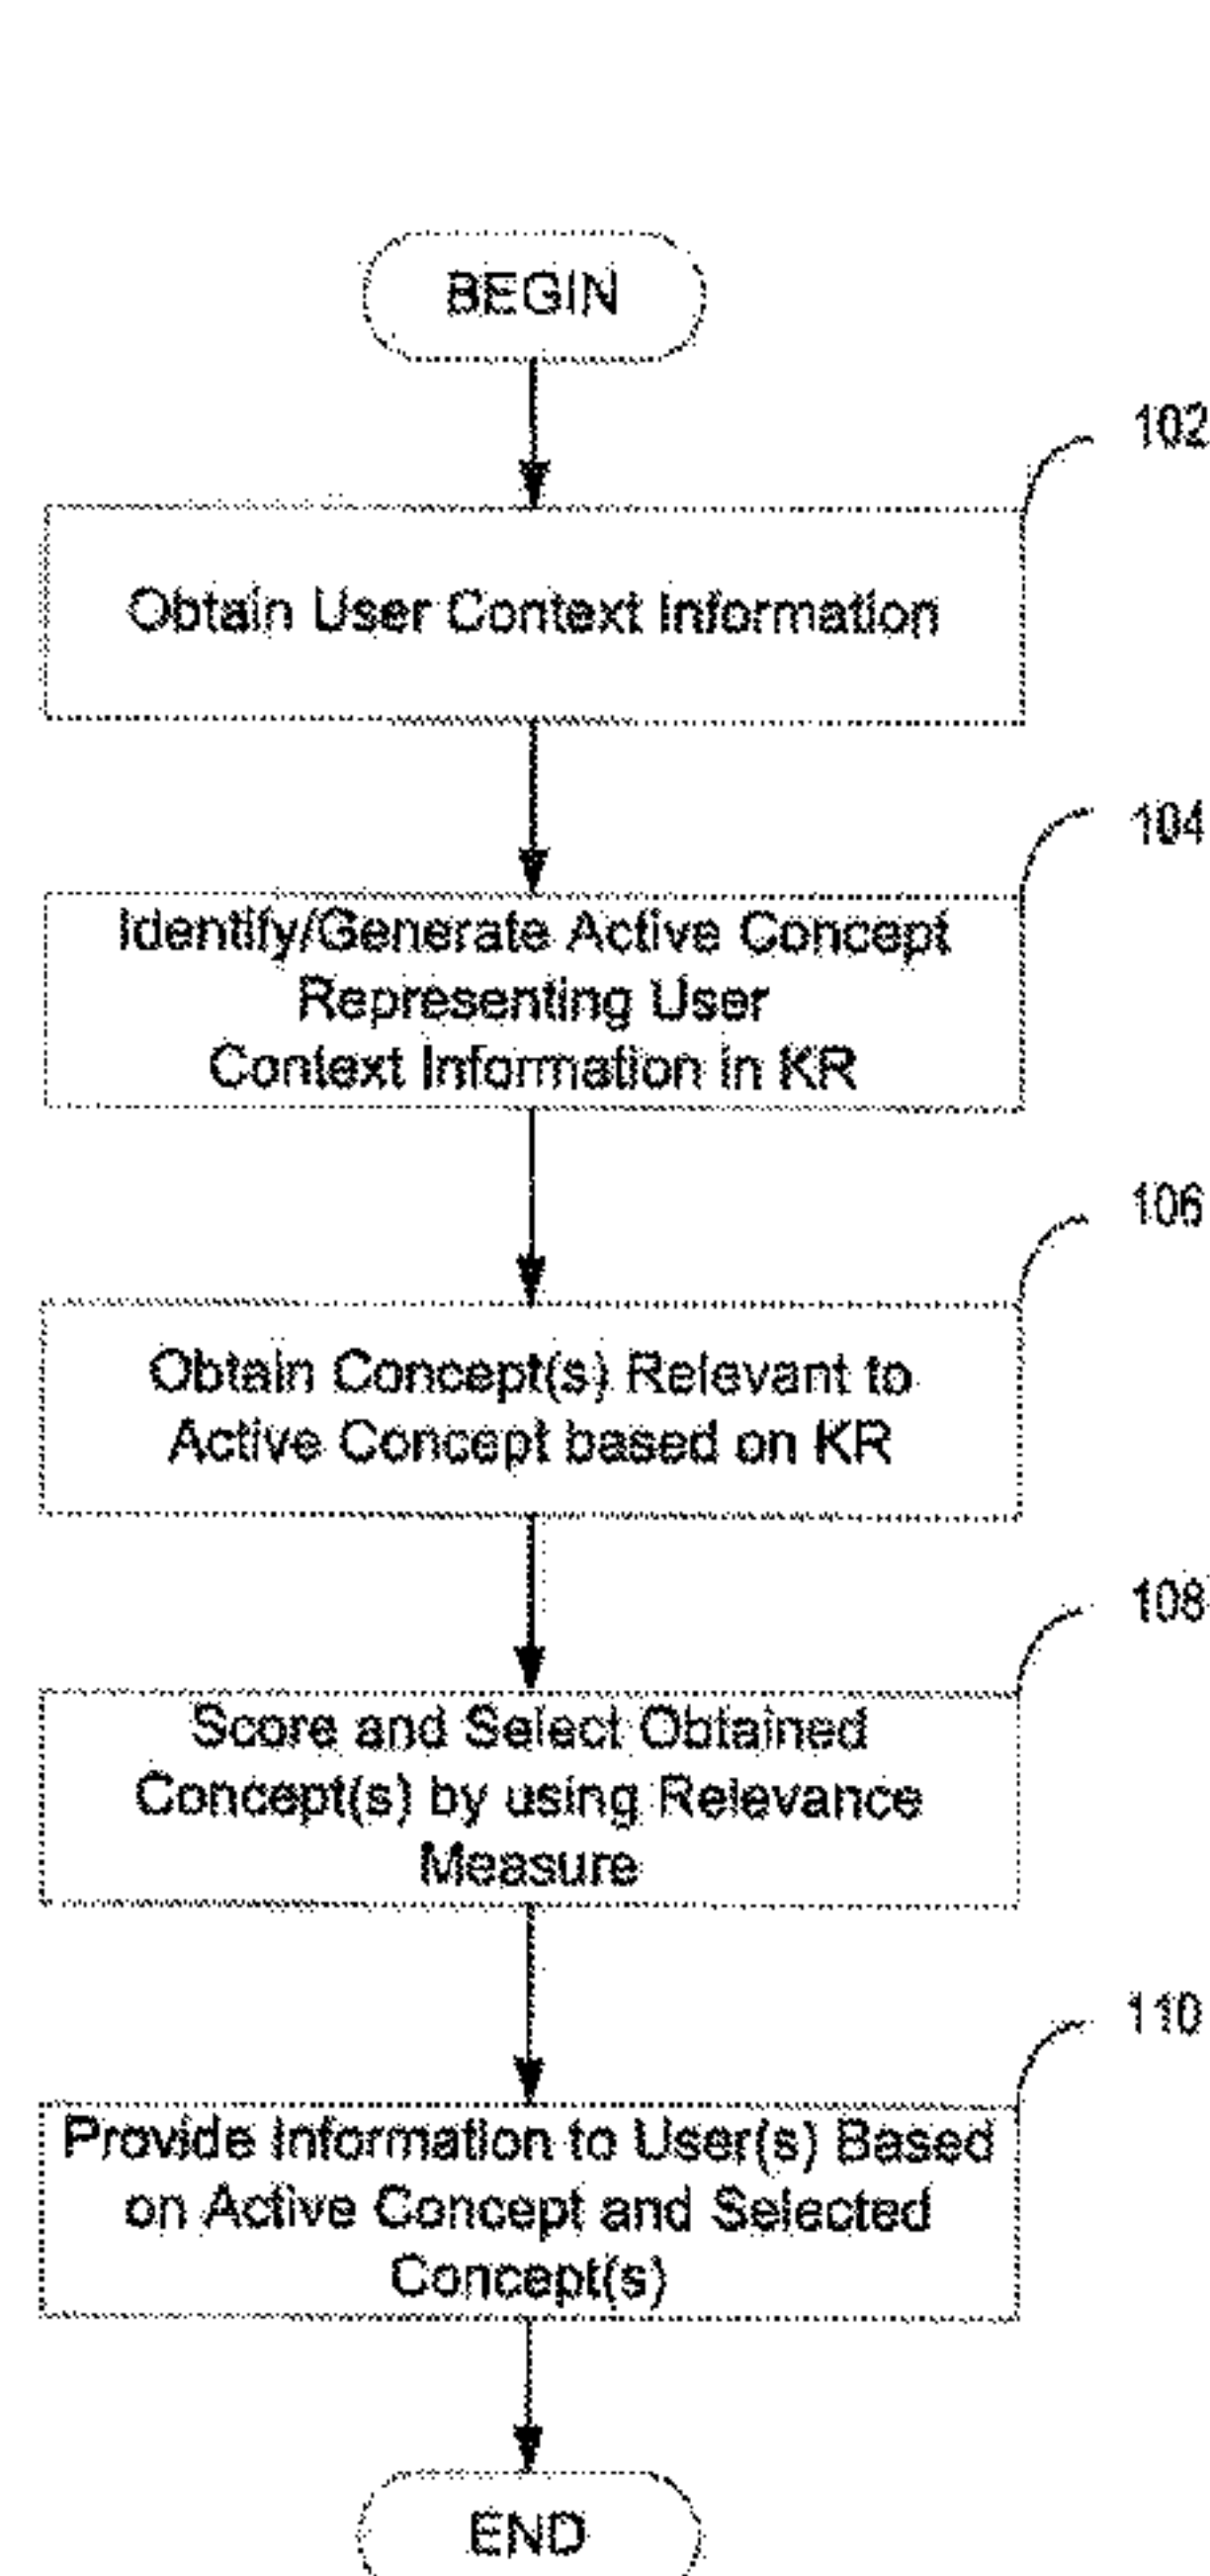 BEGIN
102
Obtain User Context Information
104
Identify/Generate Active Concept
Representing User
Context Information in KR
106
Obtain Concept(s) Relevant to
Active Concept based on KR
108
Score and Select Obtained
Concept(s) by using Relevance
Measure
110
Provide Information to User(s) Based
on Active Concept and Selected
Concept(s)
END